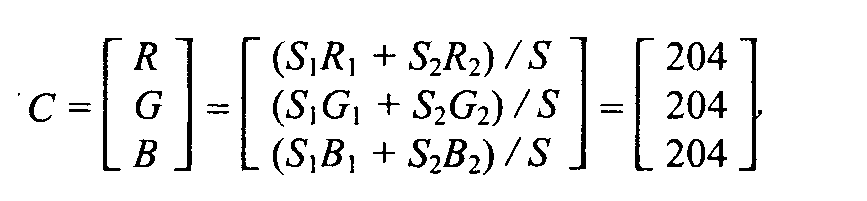 R (S₁R₁ + S₂R₂) / S 204
C = G = (S₁G₁ + S₂G₂) / S = 204 ,
B (S₁B₁ + S₂B₂) / S 204